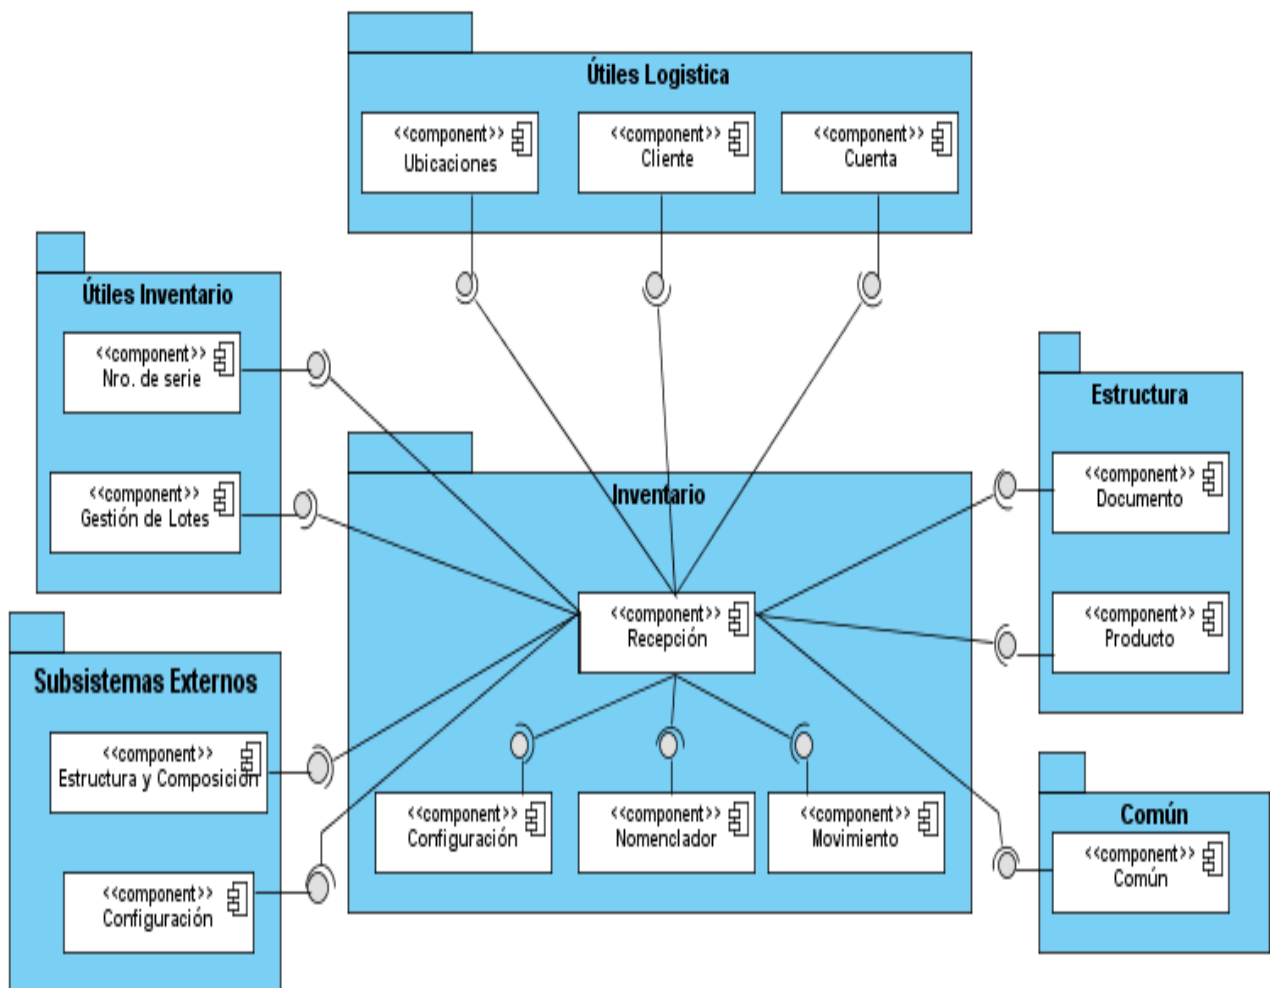 Útiles Logistica
<<component>>
Ubicaciones
<<component>>
Cliente
<<component>>
Cuenta
Útiles Inventario
<<component>>
Nro. de serie
<<component>>
Gestión de Lotes
Estructura
<<component>>
Documento
<<component>>
Producto
Inventario
<<component>>
Recepción
<<component>>
Configuración
<<component>>
Nomenclador
<<component>>
Movimiento
Subsistemas Externos
<<component>>
Estructura y Composición
<<component>>
Configuración
Común
<<component>>
Común